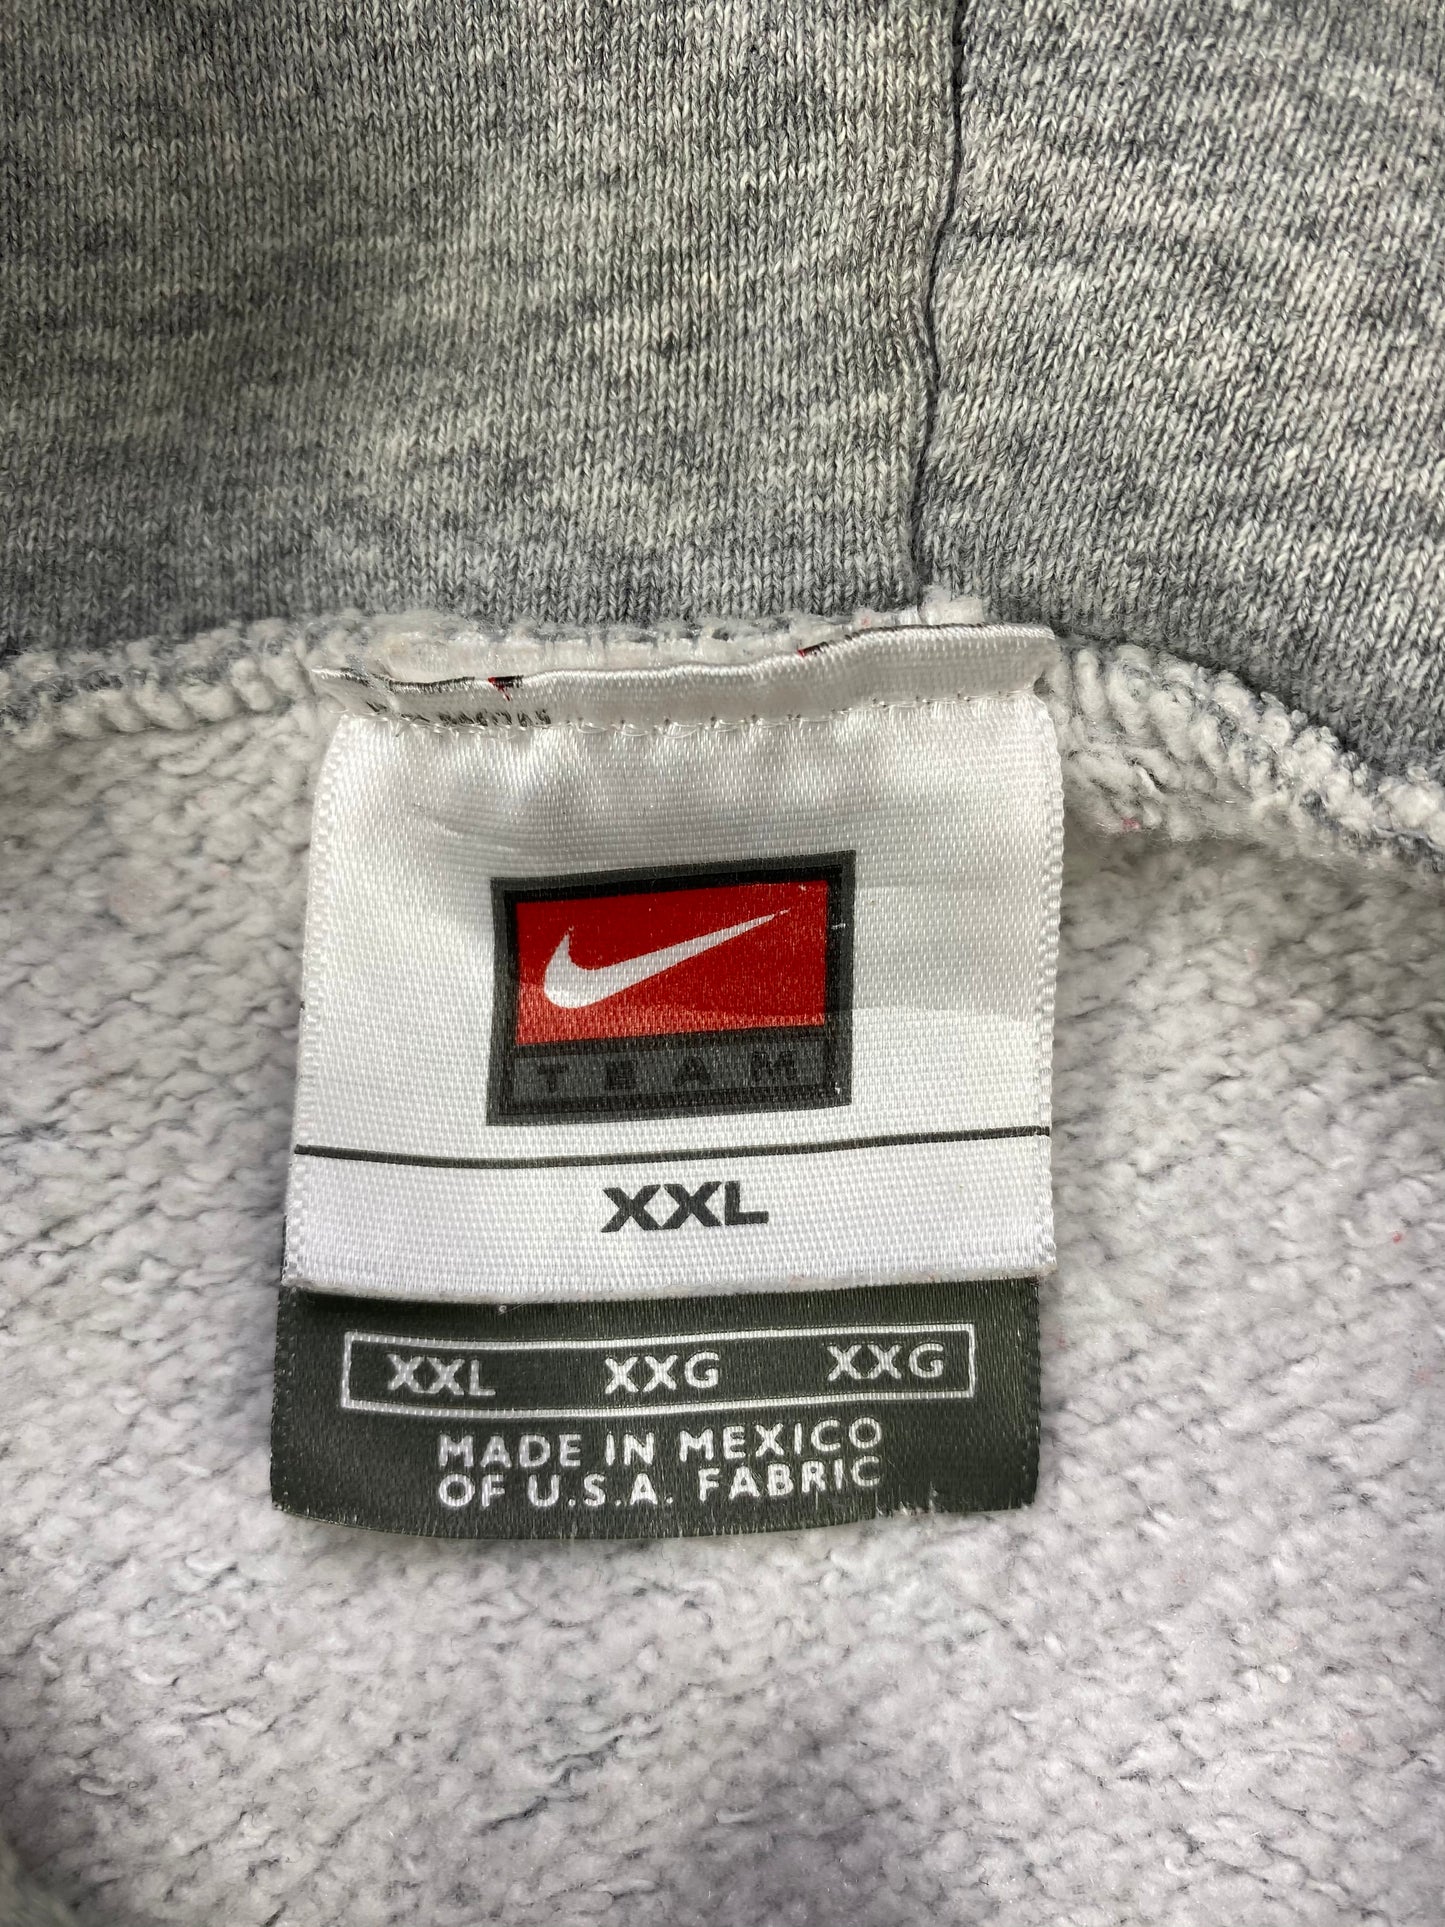 TEAM
XXL
XXL XXG XXG
MADE IN MEXICO
OF U.S.A. FABRIC